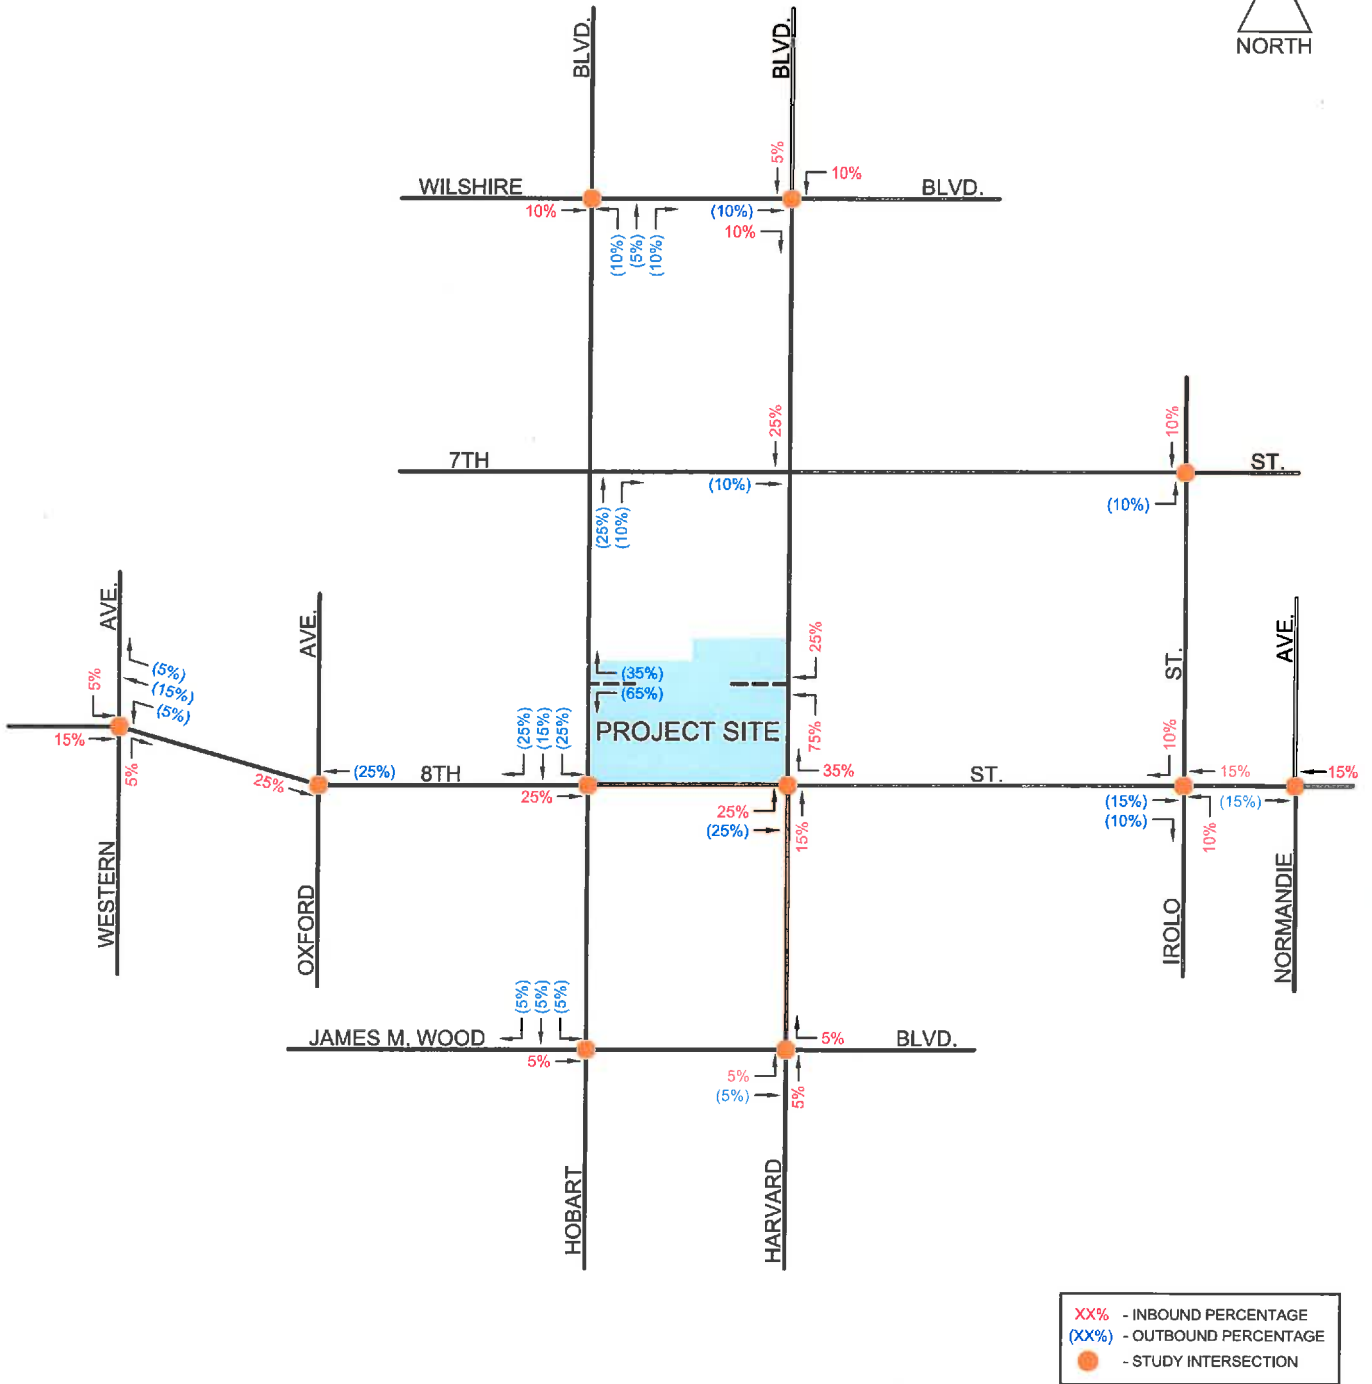 NORTH
BLVD.
BLVD.
5%
10%
WILSHIRE
BLVD.
10%
(10%)
(5%)
(10%)
(10%)
10%
25%
10%
7TH
ST.
(25%)
(10%)
(10%)
(10%)
AVE.
AVE.
ST.
AVE.
5%
(5%)
(15%)
(5%)
15%
5%
25%
(25%)
8TH
(25%)
(15%)
(25%)
25%
(35%)
(65%)
PROJECT SITE
25%
75%
35%
25%
(25%)
15%
ST.
10%
15%
15%
(15%)
(10%)
10%
(15%)
WESTERN
OXFORD
IROLO
NORMANDIE
(5%)
(5%)
(5%)
JAMES M. WOOD
BLVD.
5%
5%
5%
(5%)
5%
HOBART
HARVARD
XX% - INBOUND PERCENTAGE
(XX%) - OUTBOUND PERCENTAGE
- STUDY INTERSECTION